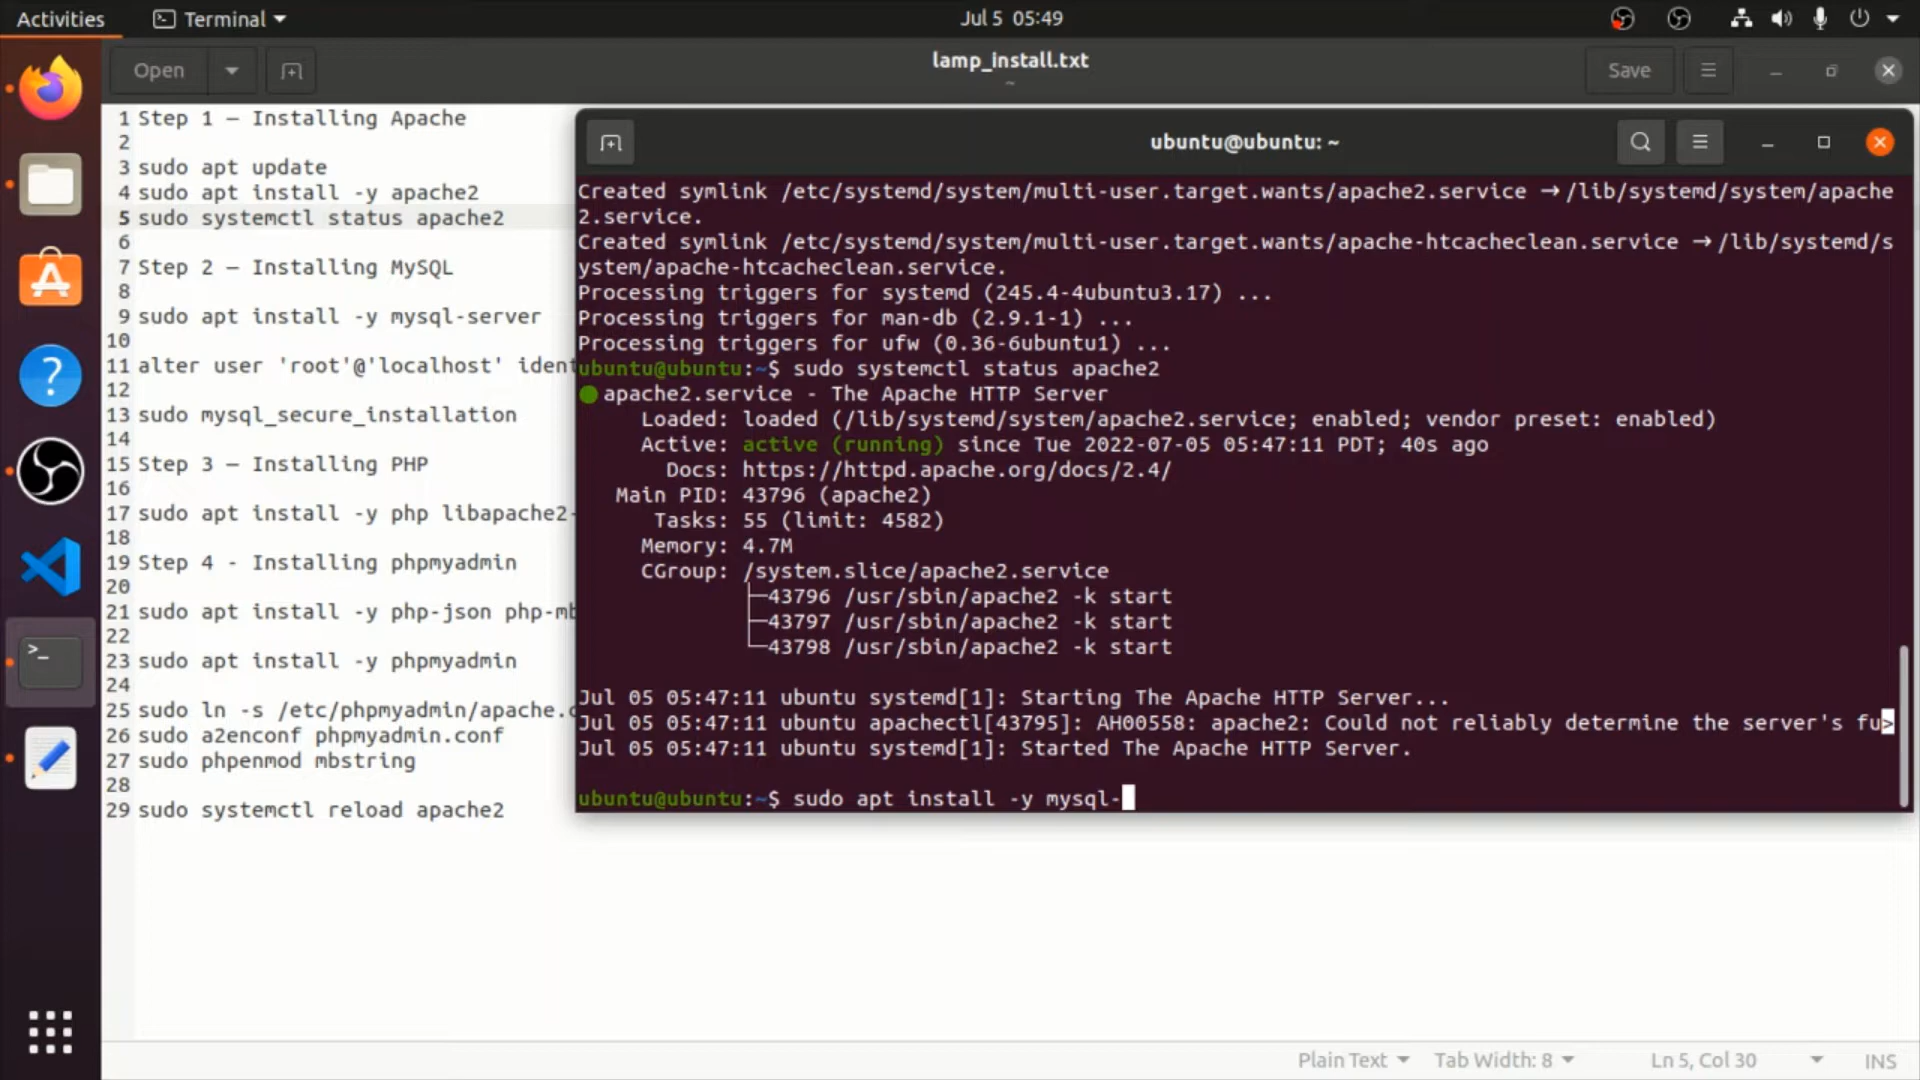 Activities
Terminal
Jul 5 05:49
Open
lamp_install.txt
~
Save
1 Step 1 – Installing Apache
2
3 sudo apt update
4 sudo apt install -y apache2
5 sudo systemctl status apache2
6
7 Step 2 – Installing MySQL
8
9 sudo apt install -y mysql-server
10
11 alter user 'root'@'localhost' ident
12
13 sudo mysql_secure_installation
14
15 Step 3 – Installing PHP
16
17 sudo apt install -y php libapache2-
18
19 Step 4 - Installing phpmyadmin
20
21 sudo apt install -y php-json php-mb
22
23 sudo apt install -y phpmyadmin
24
25 sudo ln -s /etc/phpmyadmin/apache.c
26 sudo a2enconf phpmyadmin.conf
27 sudo phpenmod mbstring
28
29 sudo systemctl reload apache2
ubuntu@ubuntu: ~
Created symlink /etc/systemd/system/multi-user.target.wants/apache2.service → /lib/systemd/system/apache
2.service.
Created symlink /etc/systemd/system/multi-user.target.wants/apache-htcacheclean.service → /lib/systemd/s
ystem/apache-htcacheclean.service.
Processing triggers for systemd (245.4-4ubuntu3.17) ...
Processing triggers for man-db (2.9.1-1) ...
Processing triggers for ufw (0.36-6ubuntu1) ...
ubuntu@ubuntu:~$ sudo systemctl status apache2
● apache2.service - The Apache HTTP Server
Loaded: loaded (/lib/systemd/system/apache2.service; enabled; vendor preset: enabled)
Active: active (running) since Tue 2022-07-05 05:47:11 PDT; 40s ago
Docs: https://httpd.apache.org/docs/2.4/
Main PID: 43796 (apache2)
Tasks: 55 (limit: 4582)
Memory: 4.7M
CGroup: /system.slice/apache2.service
├─43796 /usr/sbin/apache2 -k start
├─43797 /usr/sbin/apache2 -k start
└─43798 /usr/sbin/apache2 -k start
Jul 05 05:47:11 ubuntu systemd[1]: Starting The Apache HTTP Server...
Jul 05 05:47:11 ubuntu apachectl[43795]: AH00558: apache2: Could not reliably determine the server's fu>
Jul 05 05:47:11 ubuntu systemd[1]: Started The Apache HTTP Server.
ubuntu@ubuntu:~$ sudo apt install -y mysql-
Plain Text
Tab Width: 8
Ln 5, Col 30
INS